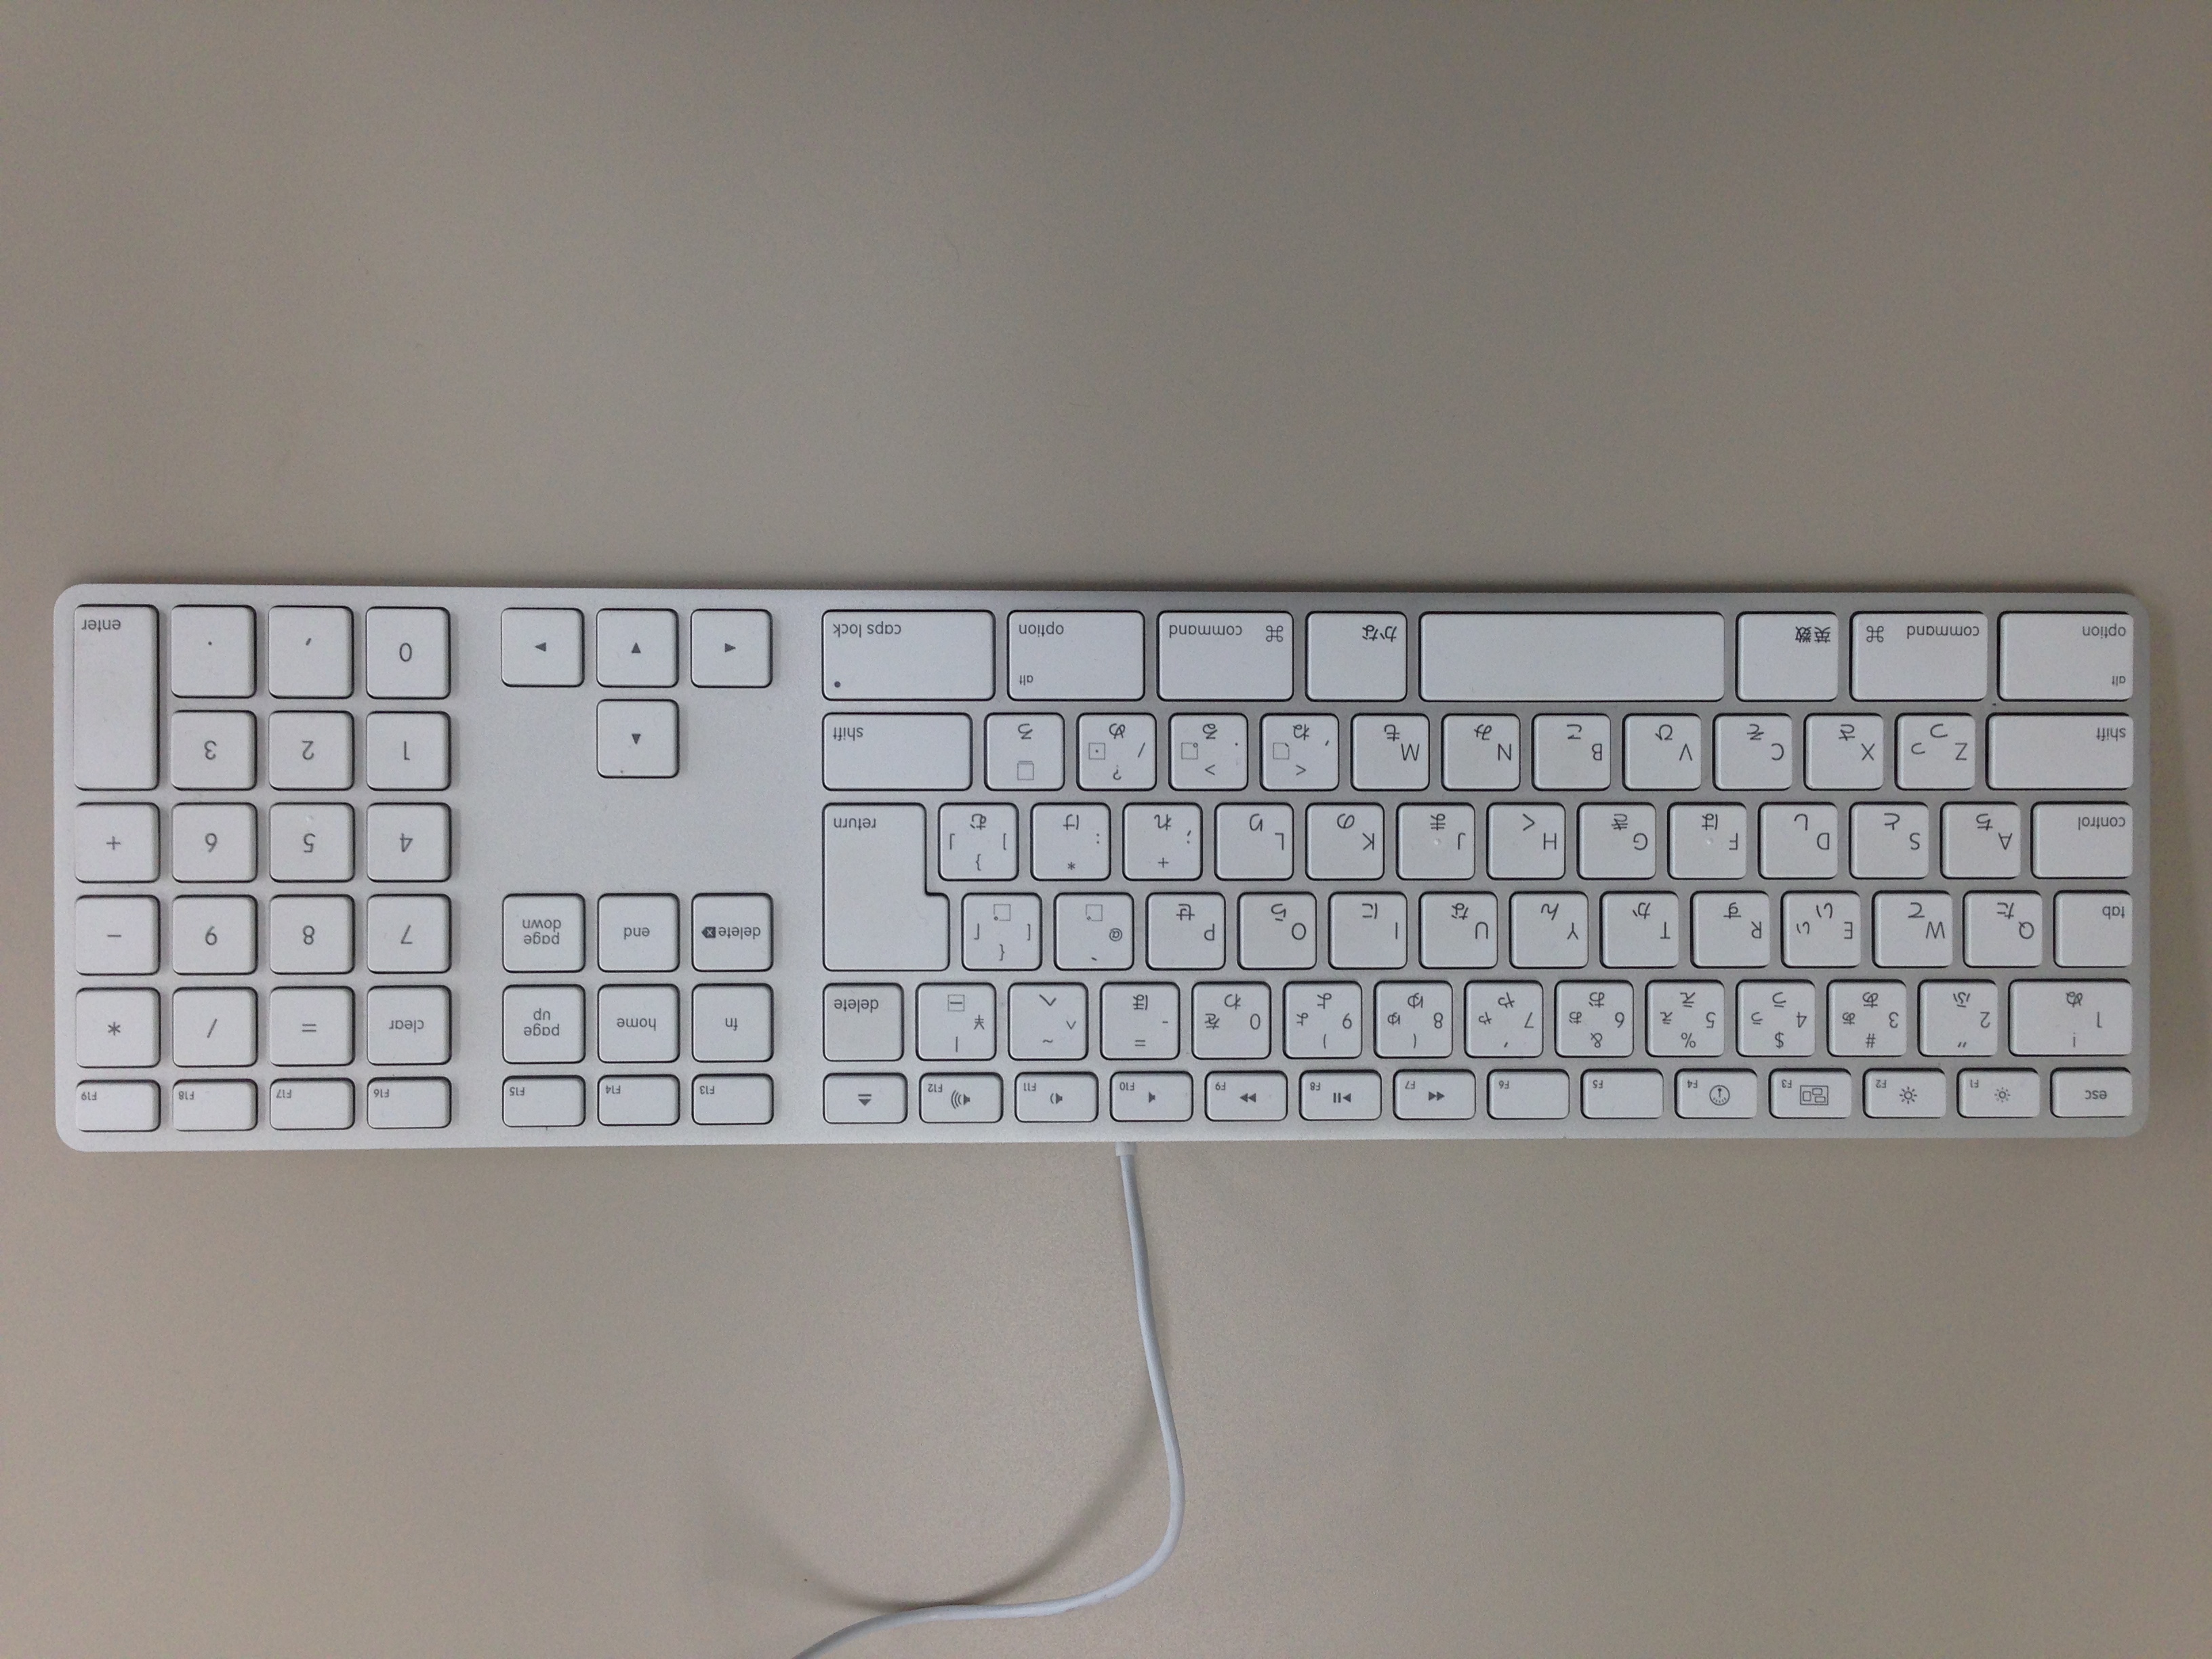 esc F1 F2 F3 F4 F5 F6 F7 F8 F9 F10 F11 F12 F13 F14 F15 F16 F17 F18 F19
1 ! ぬ 2 " ふ 3 # あ ぁ 4 $ う ぅ 5 % え ぇ 6 & お ぉ 7 ' や ゃ 8 ( ゆ ゅ 9 ) よ ょ 0 わ を - = ほ ^ ~ へ ¥ | ー delete fn home page up clear = / *
tab Q た W て E い ぃ R す T か Y ん U な I に O ら P せ @ ` ゛ [ { ゜ 「 return delete end page down 7 8 9 -
control A ち S と D し F は G き H く J ま K の L り ; + れ : * け ] } む 」 4 5 6 +
shift Z つ っ X さ C そ V ひ B こ N み M も , < ね 、 . > る 。 / ? め ・ _ ろ shift ▲ 1 2 3 enter
alt option command ⌘ 英数 かな ⌘ command alt option caps lock ◀ ▼ ▶ 0 , .